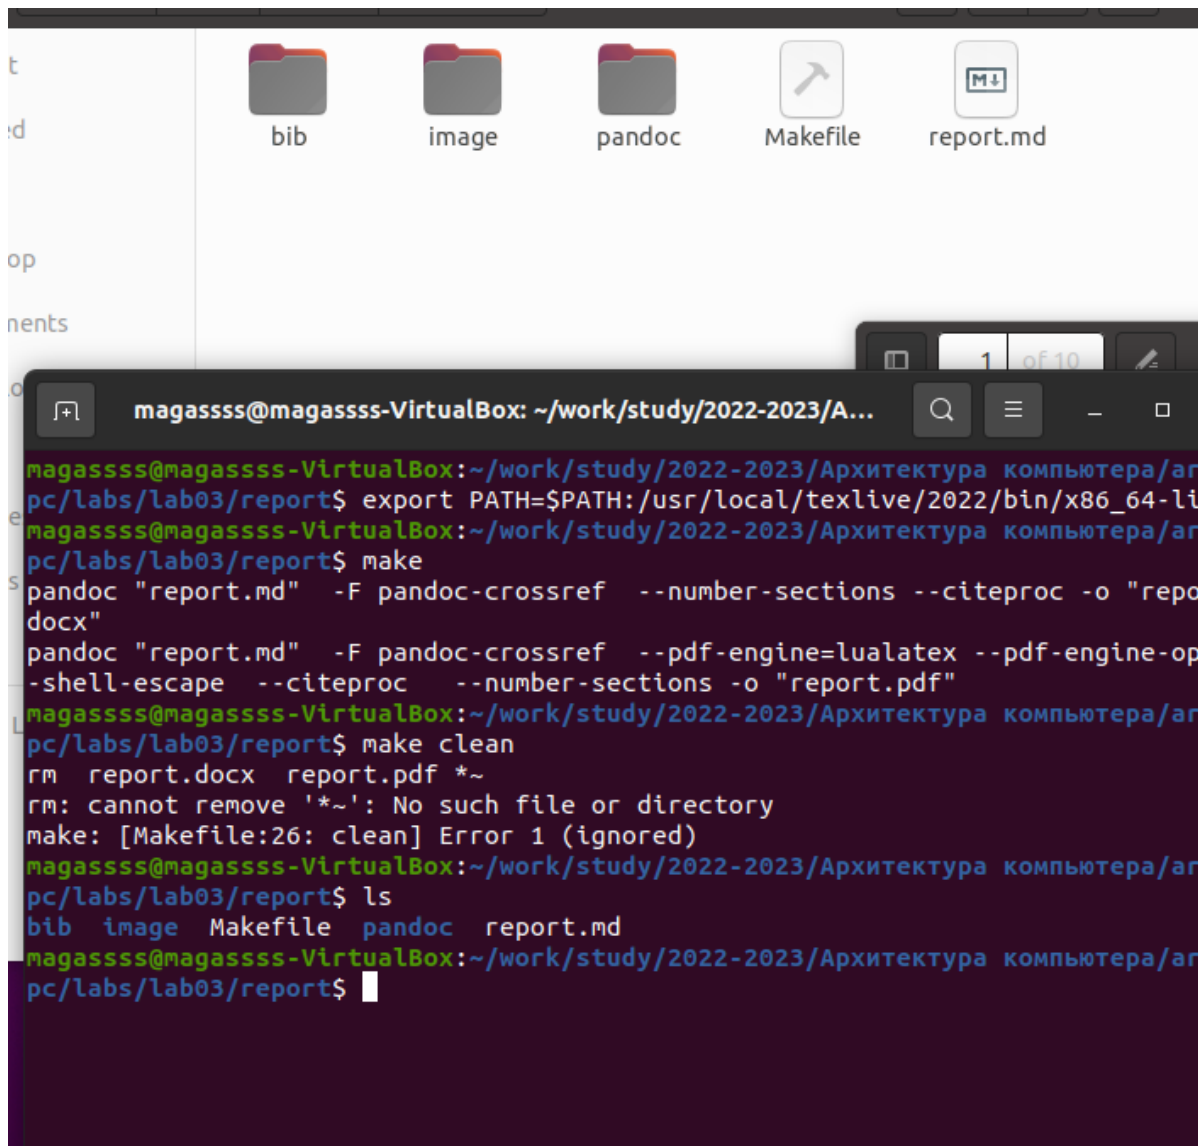 bib image pandoc Makefile report.md
ments
1 of 10
magassss@magassss-VirtualBox: ~/work/study/2022-2023/A...
magassss@magassss-VirtualBox:~/work/study/2022-2023/Архитектура компьютера/ar
pc/labs/lab03/report$ export PATH=$PATH:/usr/local/texlive/2022/bin/x86_64-li
magassss@magassss-VirtualBox:~/work/study/2022-2023/Архитектура компьютера/ar
pc/labs/lab03/report$ make
pandoc "report.md"  -F pandoc-crossref  --number-sections --citeproc -o "repo
docx"
pandoc "report.md"  -F pandoc-crossref  --pdf-engine=lualatex --pdf-engine-op
-shell-escape  --citeproc   --number-sections -o "report.pdf"
magassss@magassss-VirtualBox:~/work/study/2022-2023/Архитектура компьютера/ar
pc/labs/lab03/report$ make clean
rm  report.docx  report.pdf *~
rm: cannot remove '*~': No such file or directory
make: [Makefile:26: clean] Error 1 (ignored)
magassss@magassss-VirtualBox:~/work/study/2022-2023/Архитектура компьютера/ar
pc/labs/lab03/report$ ls
bib  image  Makefile  pandoc  report.md
magassss@magassss-VirtualBox:~/work/study/2022-2023/Архитектура компьютера/ar
pc/labs/lab03/report$